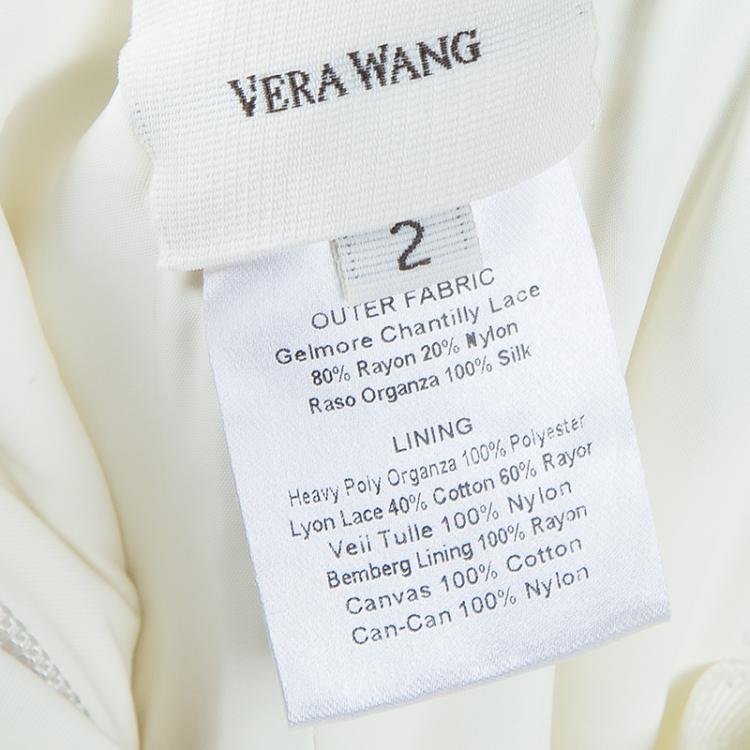 VERA WANG
2
OUTER FABRIC
Gelmore Chantilly Lace
80% Rayon 20% Nylon
Raso Organza 100% Silk
LINING
Heavy Poly Organza 100% Polyester
Lyon Lace 40% Cotton 60% Rayor
Veil Tulle 100% Nylon
Bemberg Lining 100% Rayon
Canvas 100% Cotton
Can-Can 100% Nylon